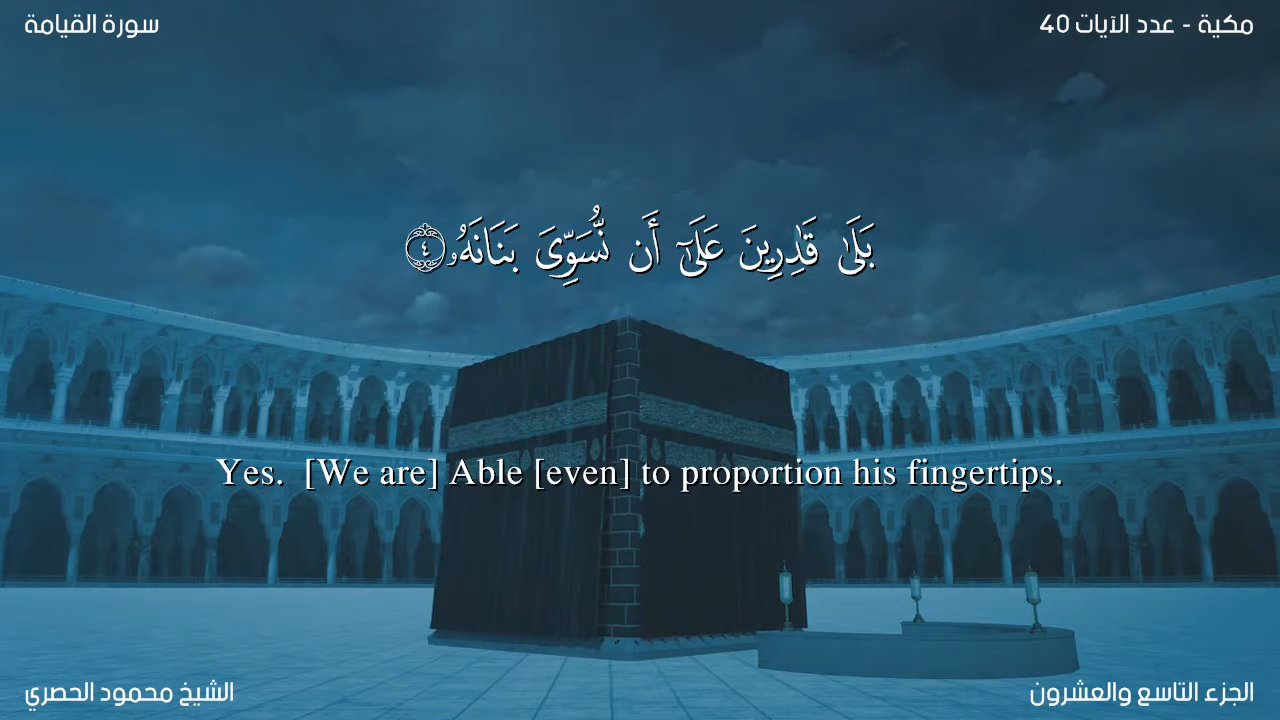 مكية - عدد الآيات 40
سورة القيامة
بَلَىٰ قَٰدِرِينَ عَلَىٰٓ أَن نُّسَوِّىَ بَنَانَهُۥ ٤
Yes. [We are] Able [even] to proportion his fingertips.
الجزء التاسع والعشرون
الشيخ محمود الحصري